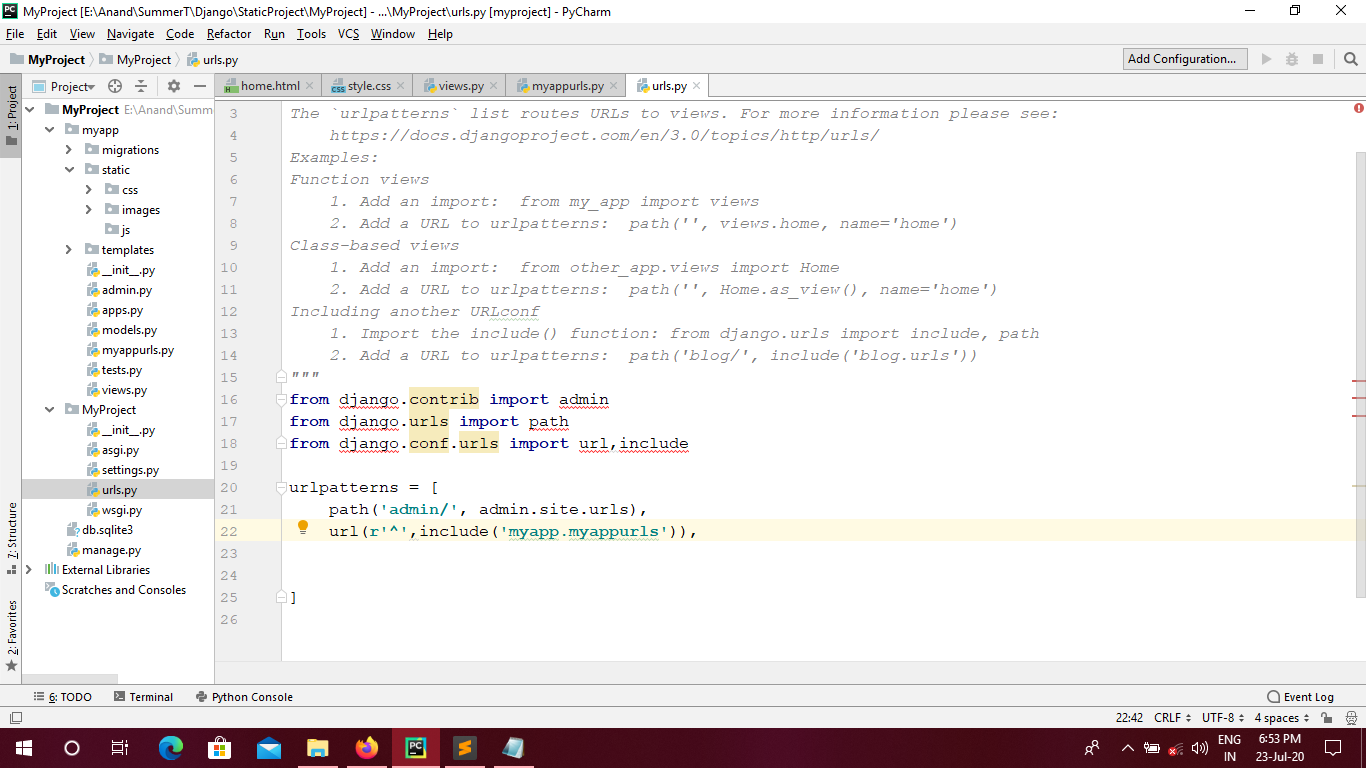 MyProject [E:\Anand\SummerT\Django\StaticProject\MyProject] - ...\MyProject\urls.py [myproject] - PyCharm
File Edit View Navigate Code Refactor Run Tools VCS Window Help
MyProject MyProject urls.py Add Configuration...
Project home.html style.css views.py myappurls.py urls.py
1: Project
7: Structure
2: Favorites
MyProject E:\Anand\Summ
myapp
migrations
static
css
images
js
templates
__init__.py
admin.py
apps.py
models.py
myappurls.py
tests.py
views.py
MyProject
__init__.py
asgi.py
settings.py
urls.py
wsgi.py
db.sqlite3
manage.py
External Libraries
Scratches and Consoles
3 The `urlpatterns` list routes URLs to views. For more information please see:
4 https://docs.djangoproject.com/en/3.0/topics/http/urls/
5 Examples:
6 Function views
7 1. Add an import:  from my_app import views
8 2. Add a URL to urlpatterns:  path('', views.home, name='home')
9 Class-based views
10 1. Add an import:  from other_app.views import Home
11 2. Add a URL to urlpatterns:  path('', Home.as_view(), name='home')
12 Including another URLconf
13 1. Import the include() function: from django.urls import include, path
14 2. Add a URL to urlpatterns:  path('blog/', include('blog.urls'))
15 """
16 from django.contrib import admin
17 from django.urls import path
18 from django.conf.urls import url,include
19
20 urlpatterns = [
21 path('admin/', admin.site.urls),
22 url(r'^',include('myapp.myappurls')),
23
24
25 ]
26
6: TODO Terminal Python Console Event Log
22:42 CRLF UTF-8 4 spaces
ENG 6:53 PM
IN 23-Jul-20